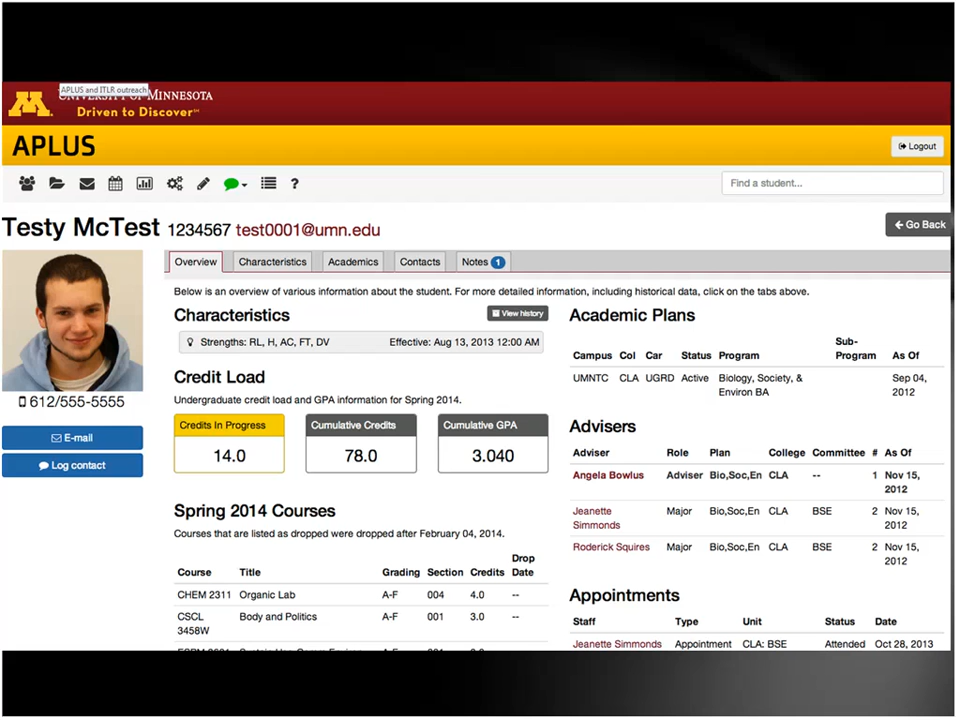 APLUS and ITLR outreach
UNIVERSITY OF MINNESOTA
Driven to Discover℠
APLUS
Logout
?
Find a student...
Testy McTest 1234567 test0001@umn.edu
Go Back
Overview Characteristics Academics Contacts Notes 1
Below is an overview of various information about the student. For more detailed information, including historical data, click on the tabs above.
612/555-5555
E-mail
Log contact
Characteristics View history
Strengths: RL, H, AC, FT, DV Effective: Aug 13, 2013 12:00 AM
Credit Load
Undergraduate credit load and GPA information for Spring 2014.
Credits In Progress Cumulative Credits Cumulative GPA
14.0 78.0 3.040
Spring 2014 Courses
Courses that are listed as dropped were dropped after February 04, 2014.
Course Title Grading Section Credits Drop Date
CHEM 2311 Organic Lab A-F 004 4.0 --
CSCL 3458W Body and Politics A-F 001 3.0 --
Academic Plans
Campus Col Car Status Program Sub-Program As Of
UMNTC CLA UGRD Active Biology, Society, & Environ BA Sep 04, 2012
Advisers
Adviser Role Plan College Committee # As Of
Angela Bowlus Adviser Bio,Soc,En CLA -- 1 Nov 15, 2012
Jeanette Simmonds Major Bio,Soc,En CLA BSE 2 Nov 15, 2012
Roderick Squires Major Bio,Soc,En CLA BSE 2 Nov 15, 2012
Appointments
Staff Type Unit Status Date
Jeanette Simmonds Appointment CLA: BSE Attended Oct 28, 2013